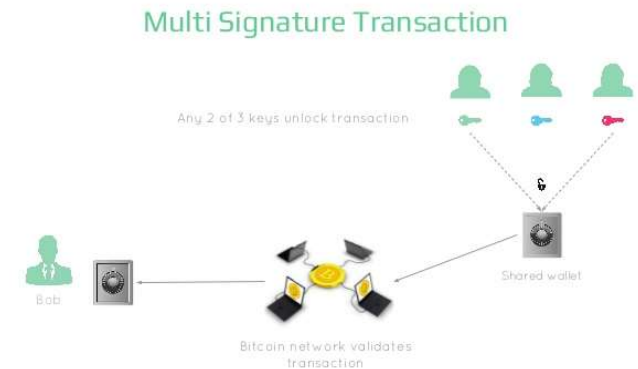 Multi Signature Transaction
Any 2 of 3 keys unlock transaction
Shared wallet
Bob
Bitcoin network validates
transaction